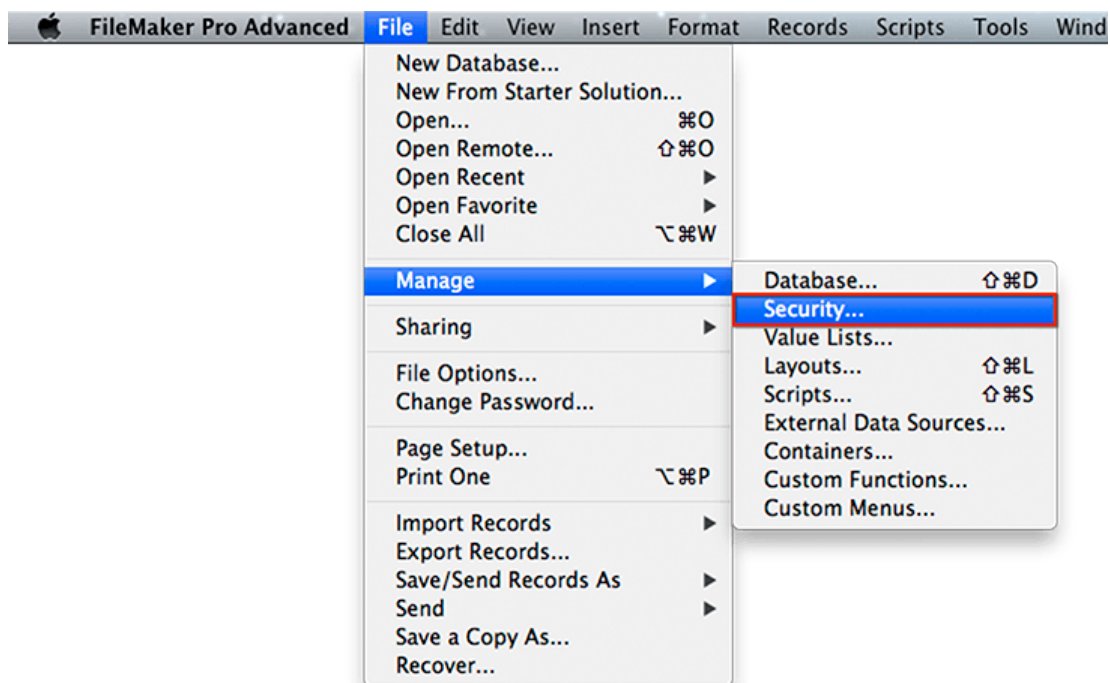 FileMaker Pro Advanced File Edit View Insert Format Records Scripts Tools Wind
New Database...
New From Starter Solution...
Open... ⌘O
Open Remote... ⇧⌘O
Open Recent ▶
Open Favorite ▶
Close All ⌥⌘W
Manage ▶
Database... ⇧⌘D
Security...
Value Lists...
Layouts... ⇧⌘L
Scripts... ⇧⌘S
External Data Sources...
Containers...
Custom Functions...
Custom Menus...
Sharing ▶
File Options...
Change Password...
Page Setup...
Print One ⌥⌘P
Import Records ▶
Export Records...
Save/Send Records As ▶
Send ▶
Save a Copy As...
Recover...